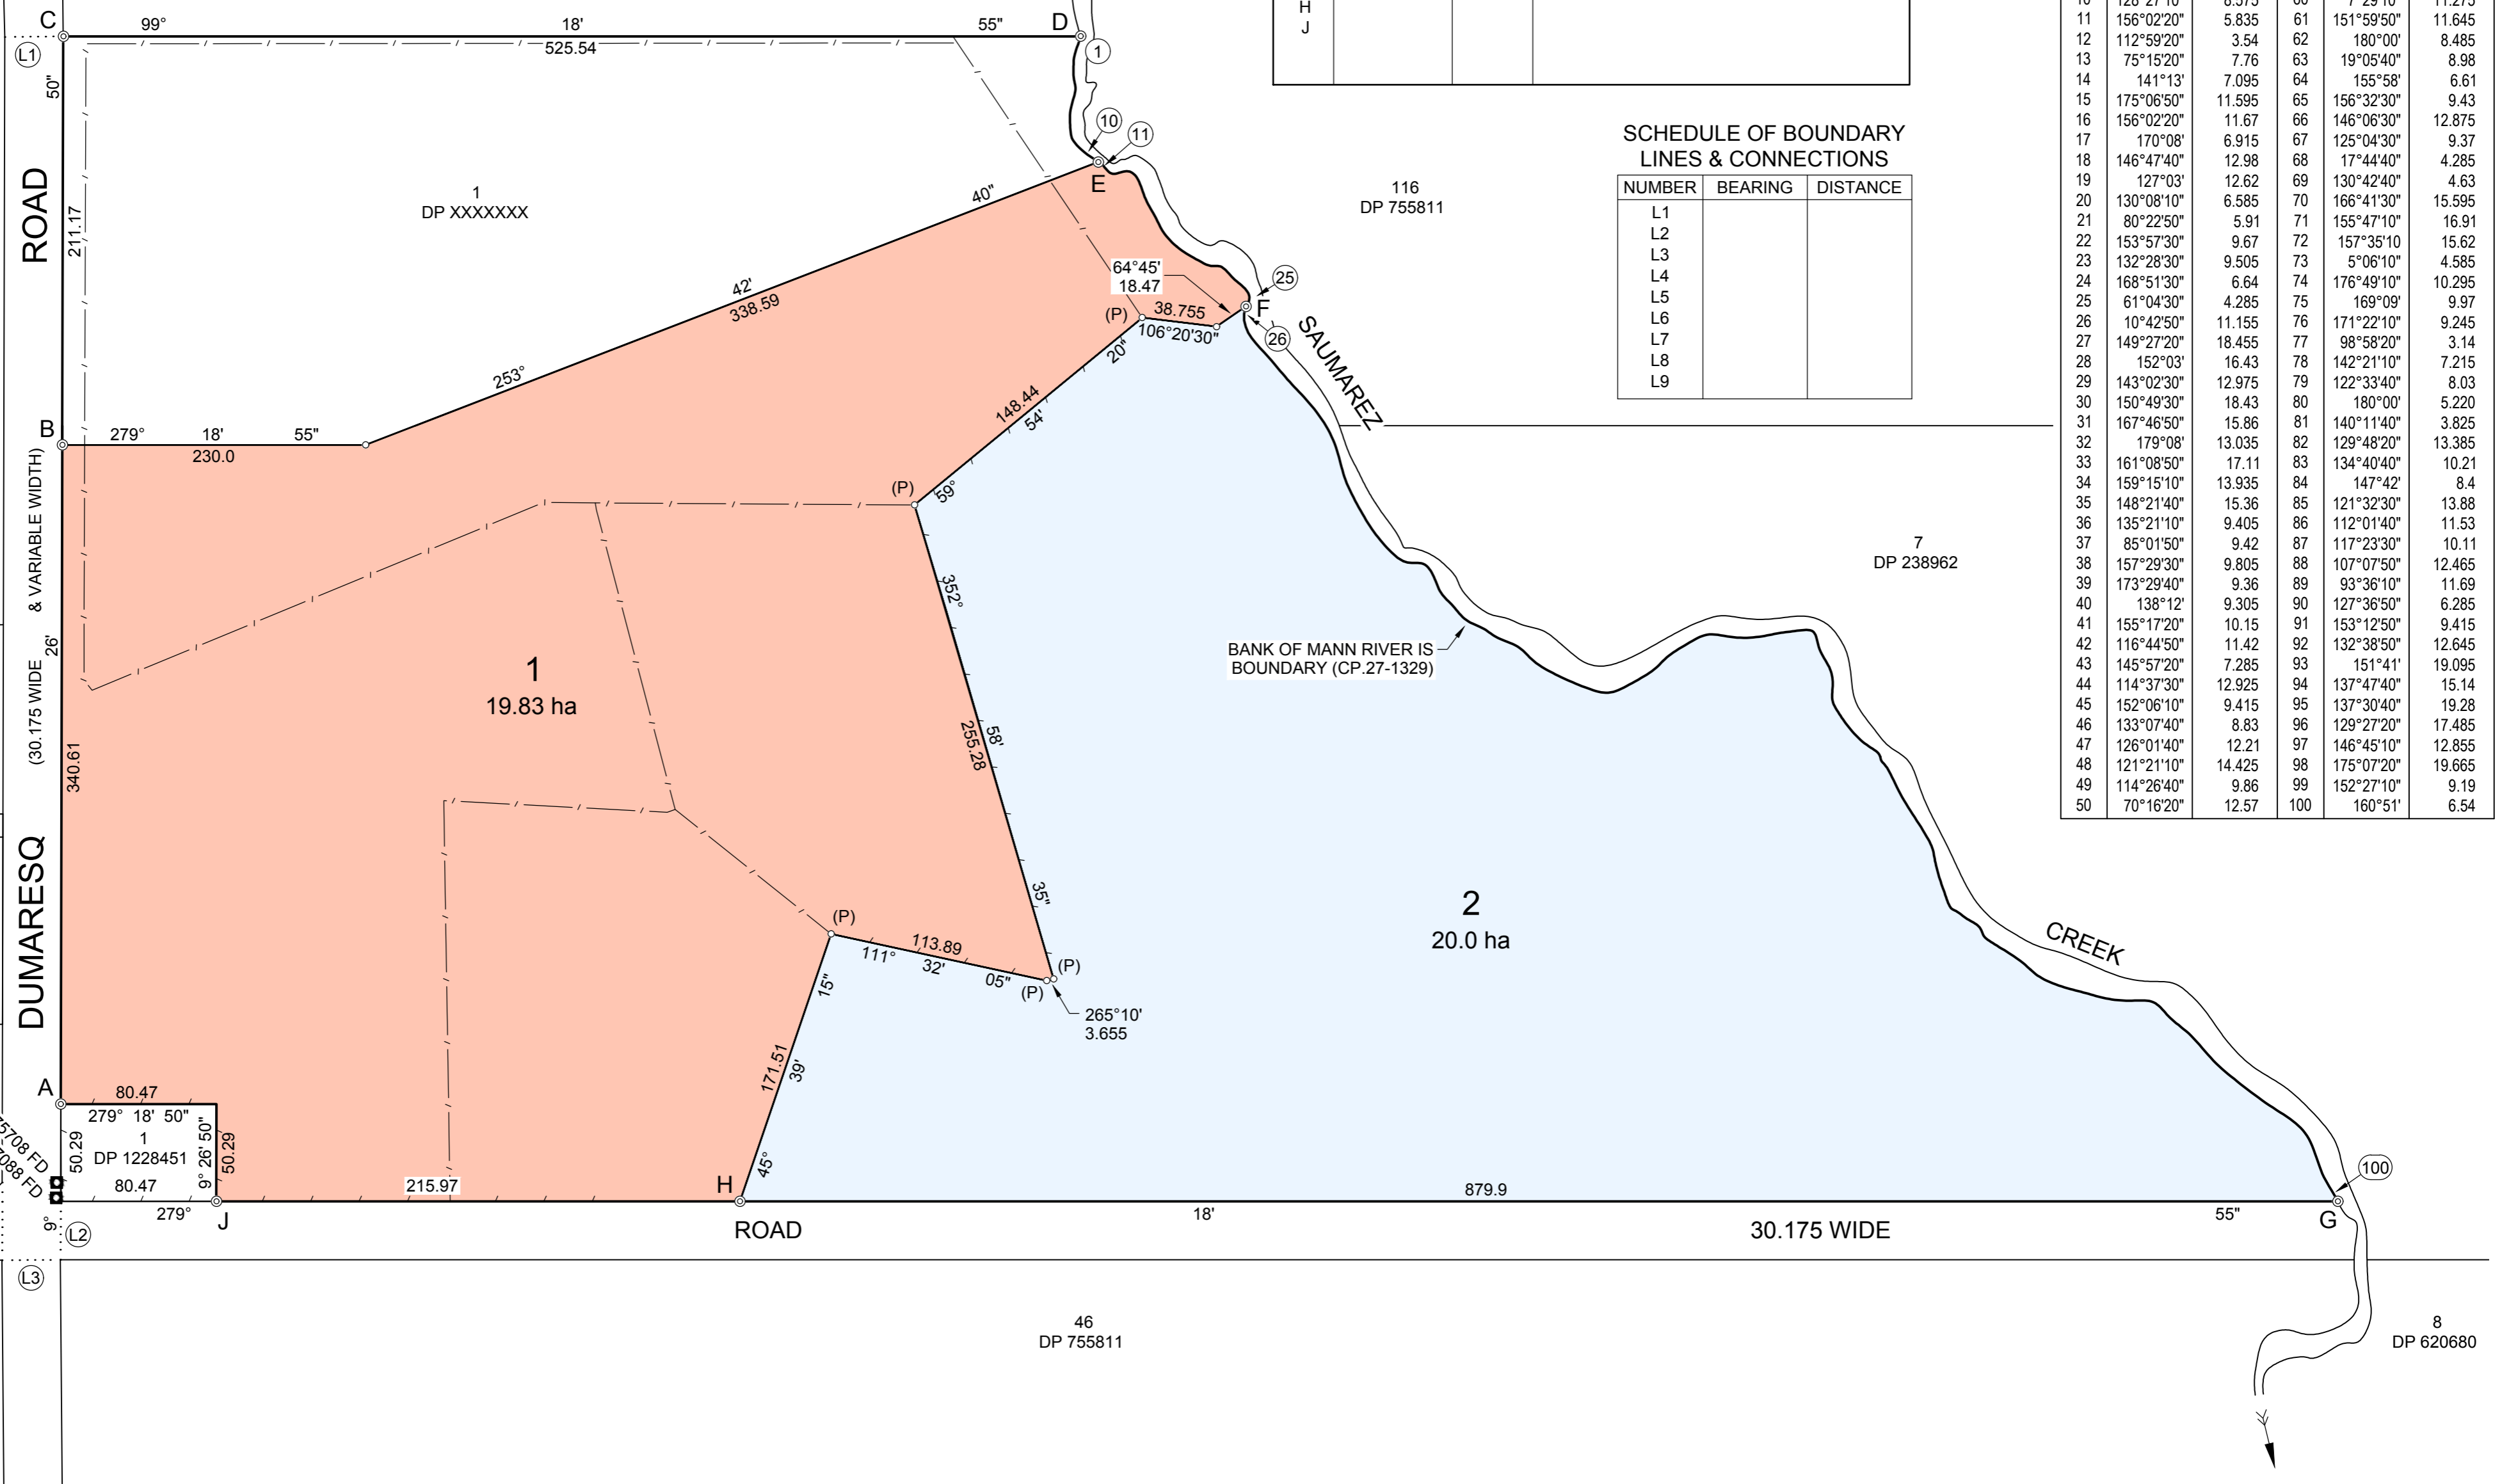 C
99°
18'
55"
D
525.54
L1
1
50"
211.17
ROAD
1
DP XXXXXXX
10
11
E
40"
42'
338.59
253°
B
279°
18'
55"
230.0
64°45'
18.47
25
F
26
(P)
38.755
106°20'30"
20"
148.44
54'
59°
(P)
SAUMAREZ
116
DP 755811
H
J
SCHEDULE OF BOUNDARY
LINES & CONNECTIONS
NUMBER BEARING DISTANCE
L1
L2
L3
L4
L5
L6
L7
L8
L9
11 156°02'20" 5.835 61 151°59'50" 11.645
12 112°59'20" 3.54 62 180°00' 8.485
13 75°15'20" 7.76 63 19°05'40" 8.98
14 141°13' 7.095 64 155°58' 6.61
15 175°06'50" 11.595 65 156°32'30" 9.43
16 156°02'20" 11.67 66 146°06'30" 12.875
17 170°08' 6.915 67 125°04'30" 9.37
18 146°47'40" 12.98 68 17°44'40" 4.285
19 127°03' 12.62 69 130°42'40" 4.63
20 130°08'10" 6.585 70 166°41'30" 15.595
21 80°22'50" 5.91 71 155°47'10" 16.91
22 153°57'30" 9.67 72 157°35'10 15.62
23 132°28'30" 9.505 73 5°06'10" 4.585
24 168°51'30" 6.64 74 176°49'10" 10.295
25 61°04'30" 4.285 75 169°09' 9.97
26 10°42'50" 11.155 76 171°22'10" 9.245
27 149°27'20" 18.455 77 98°58'20" 3.14
28 152°03' 16.43 78 142°21'10" 7.215
29 143°02'30" 12.975 79 122°33'40" 8.03
30 150°49'30" 18.43 80 180°00' 5.220
31 167°46'50" 15.86 81 140°11'40" 3.825
32 179°08' 13.035 82 129°48'20" 13.385
33 161°08'50" 17.11 83 134°40'40" 10.21
34 159°15'10" 13.935 84 147°42' 8.4
35 148°21'40" 15.36 85 121°32'30" 13.88
36 135°21'10" 9.405 86 112°01'40" 11.53
37 85°01'50" 9.42 87 117°23'30" 10.11
38 157°29'30" 9.805 88 107°07'50" 12.465
39 173°29'40" 9.36 89 93°36'10" 11.69
40 138°12' 9.305 90 127°36'50" 6.285
41 155°17'20" 10.15 91 153°12'50" 9.415
42 116°44'50" 11.42 92 132°38'50" 12.645
43 145°57'20" 7.285 93 151°41' 19.095
44 114°37'30" 12.925 94 137°47'40" 15.14
45 152°06'10" 9.415 95 137°30'40" 19.28
46 133°07'40" 8.83 96 129°27'20" 17.485
47 126°01'40" 12.21 97 146°45'10" 12.855
48 121°21'10" 14.425 98 175°07'20" 19.665
49 114°26'40" 9.86 99 152°27'10" 9.19
50 70°16'20" 12.57 100 160°51' 6.54
7
DP 238962
BANK OF MANN RIVER IS
BOUNDARY (CP.27-1329)
(30.175 WIDE & VARIABLE WIDTH)
26'
340.61
DUMARESQ
1
19.83 ha
352°
58'
255.28
35"
2
20.0 ha
CREEK
(P)
113.89
111°
32'
05"
(P)
(P)
265°10'
3.655
15"
171.51
39'
45°
A
80.47
279° 18' 50"
1
DP 1228451
50.29
9° 26' 50"
50.29
80.47
5708 FD
088 FD
9°
L2
L3
279°
J
215.97
H
ROAD
18'
879.9
30.175 WIDE
55"
G
100
46
DP 755811
8
DP 620680